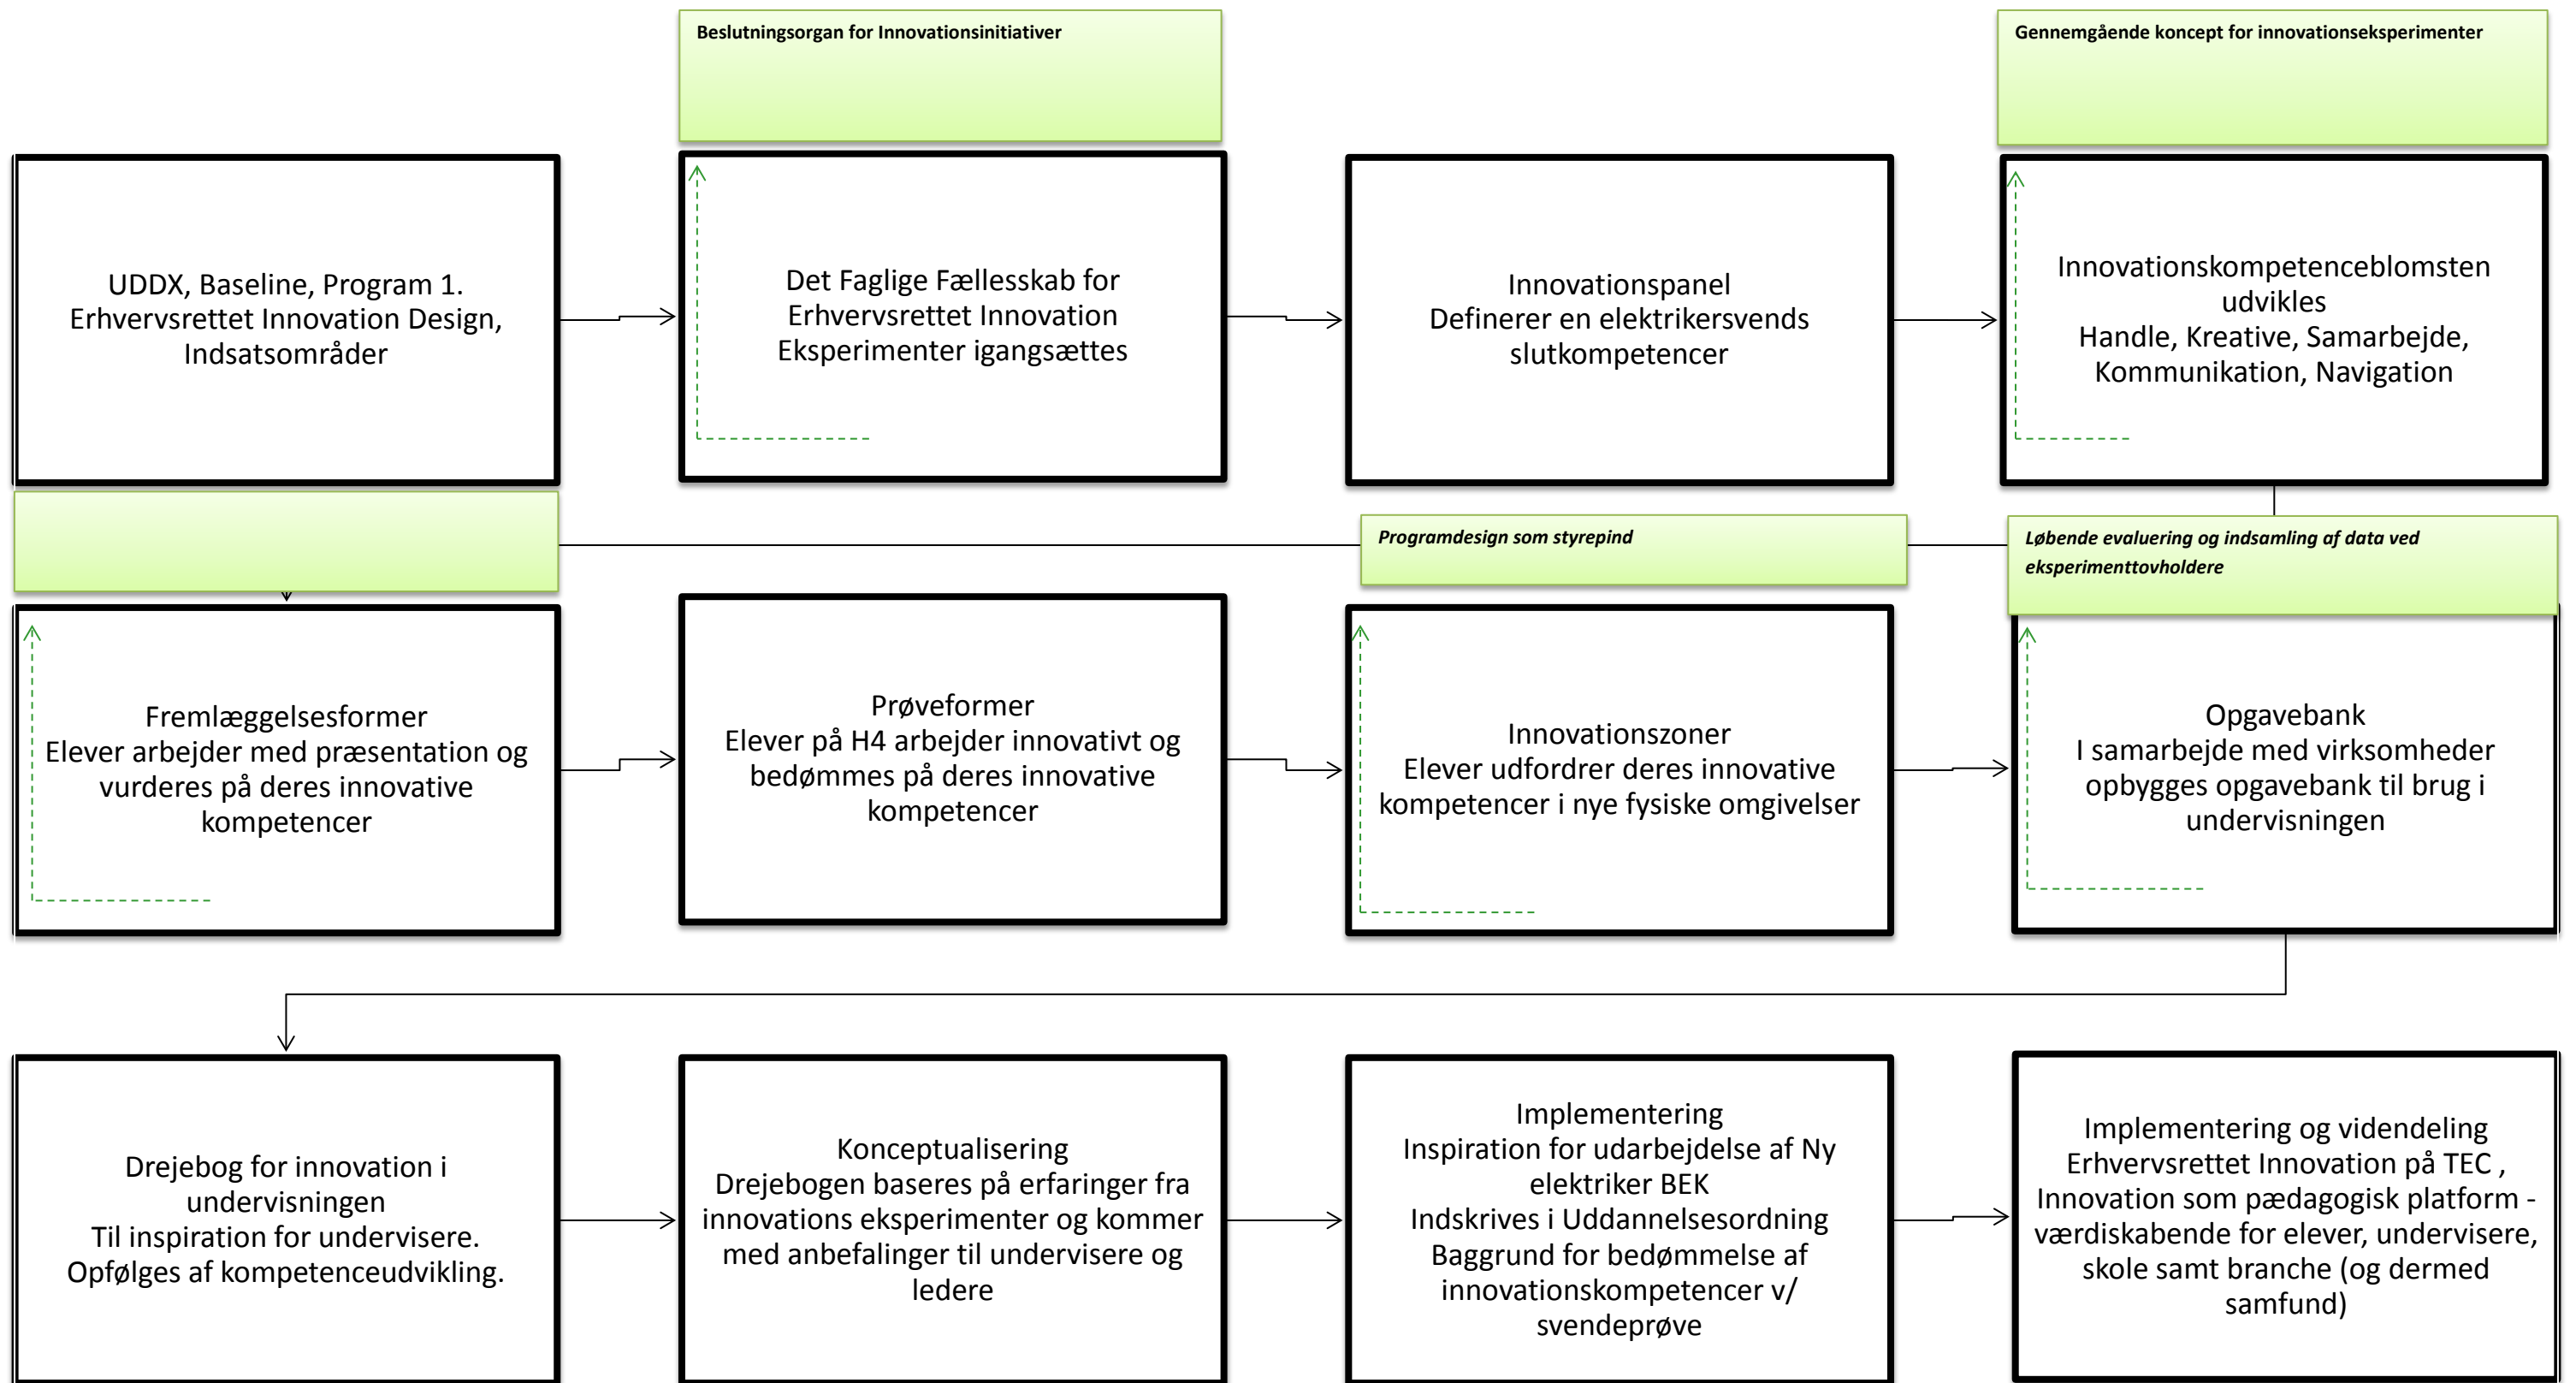 Beslutningsorgan for Innovationsinitiativer
Gennemgående koncept for innovationseksperimenter
UDDX, Baseline, Program 1.
Erhvervsrettet Innovation Design,
Indsatsområder
Det Faglige Fællesskab for
Erhvervsrettet Innovation
Eksperimenter igangsættes
Innovationspanel
Definerer en elektrikersvends
slutkompetencer
Innovationskompetenceblomsten
udvikles
Handle, Kreative, Samarbejde,
Kommunikation, Navigation
Programdesign som styrepind
Løbende evaluering og indsamling af data ved
eksperimenttovholdere
Fremlæggelsesformer
Elever arbejder med præsentation og
vurderes på deres innovative
kompetencer
Prøveformer
Elever på H4 arbejder innovativt og
bedømmes på deres innovative
kompetencer
Innovationszoner
Elever udfordrer deres innovative
kompetencer i nye fysiske omgivelser
Opgavebank
I samarbejde med virksomheder
opbygges opgavebank til brug i
undervisningen
Drejebog for innovation i
undervisningen
Til inspiration for undervisere.
Opfølges af kompetenceudvikling.
Konceptualisering
Drejebogen baseres på erfaringer fra
innovations eksperimenter og kommer
med anbefalinger til undervisere og
ledere
Implementering
Inspiration for udarbejdelse af Ny
elektriker BEK
Indskrives i Uddannelsesordning
Baggrund for bedømmelse af
innovationskompetencer v/
svendeprøve
Implementering og videndeling
Erhvervsrettet Innovation på TEC ,
Innovation som pædagogisk platform -
værdiskabende for elever, undervisere,
skole samt branche (og dermed
samfund)